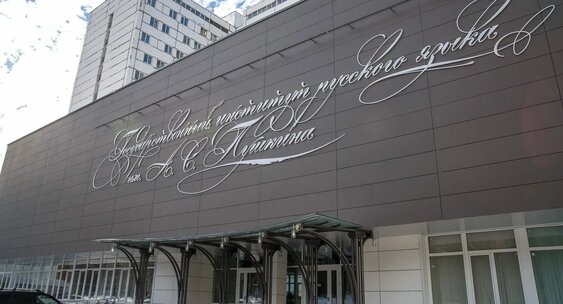 Государственный институт русского языка
им. А. С. Пушкина